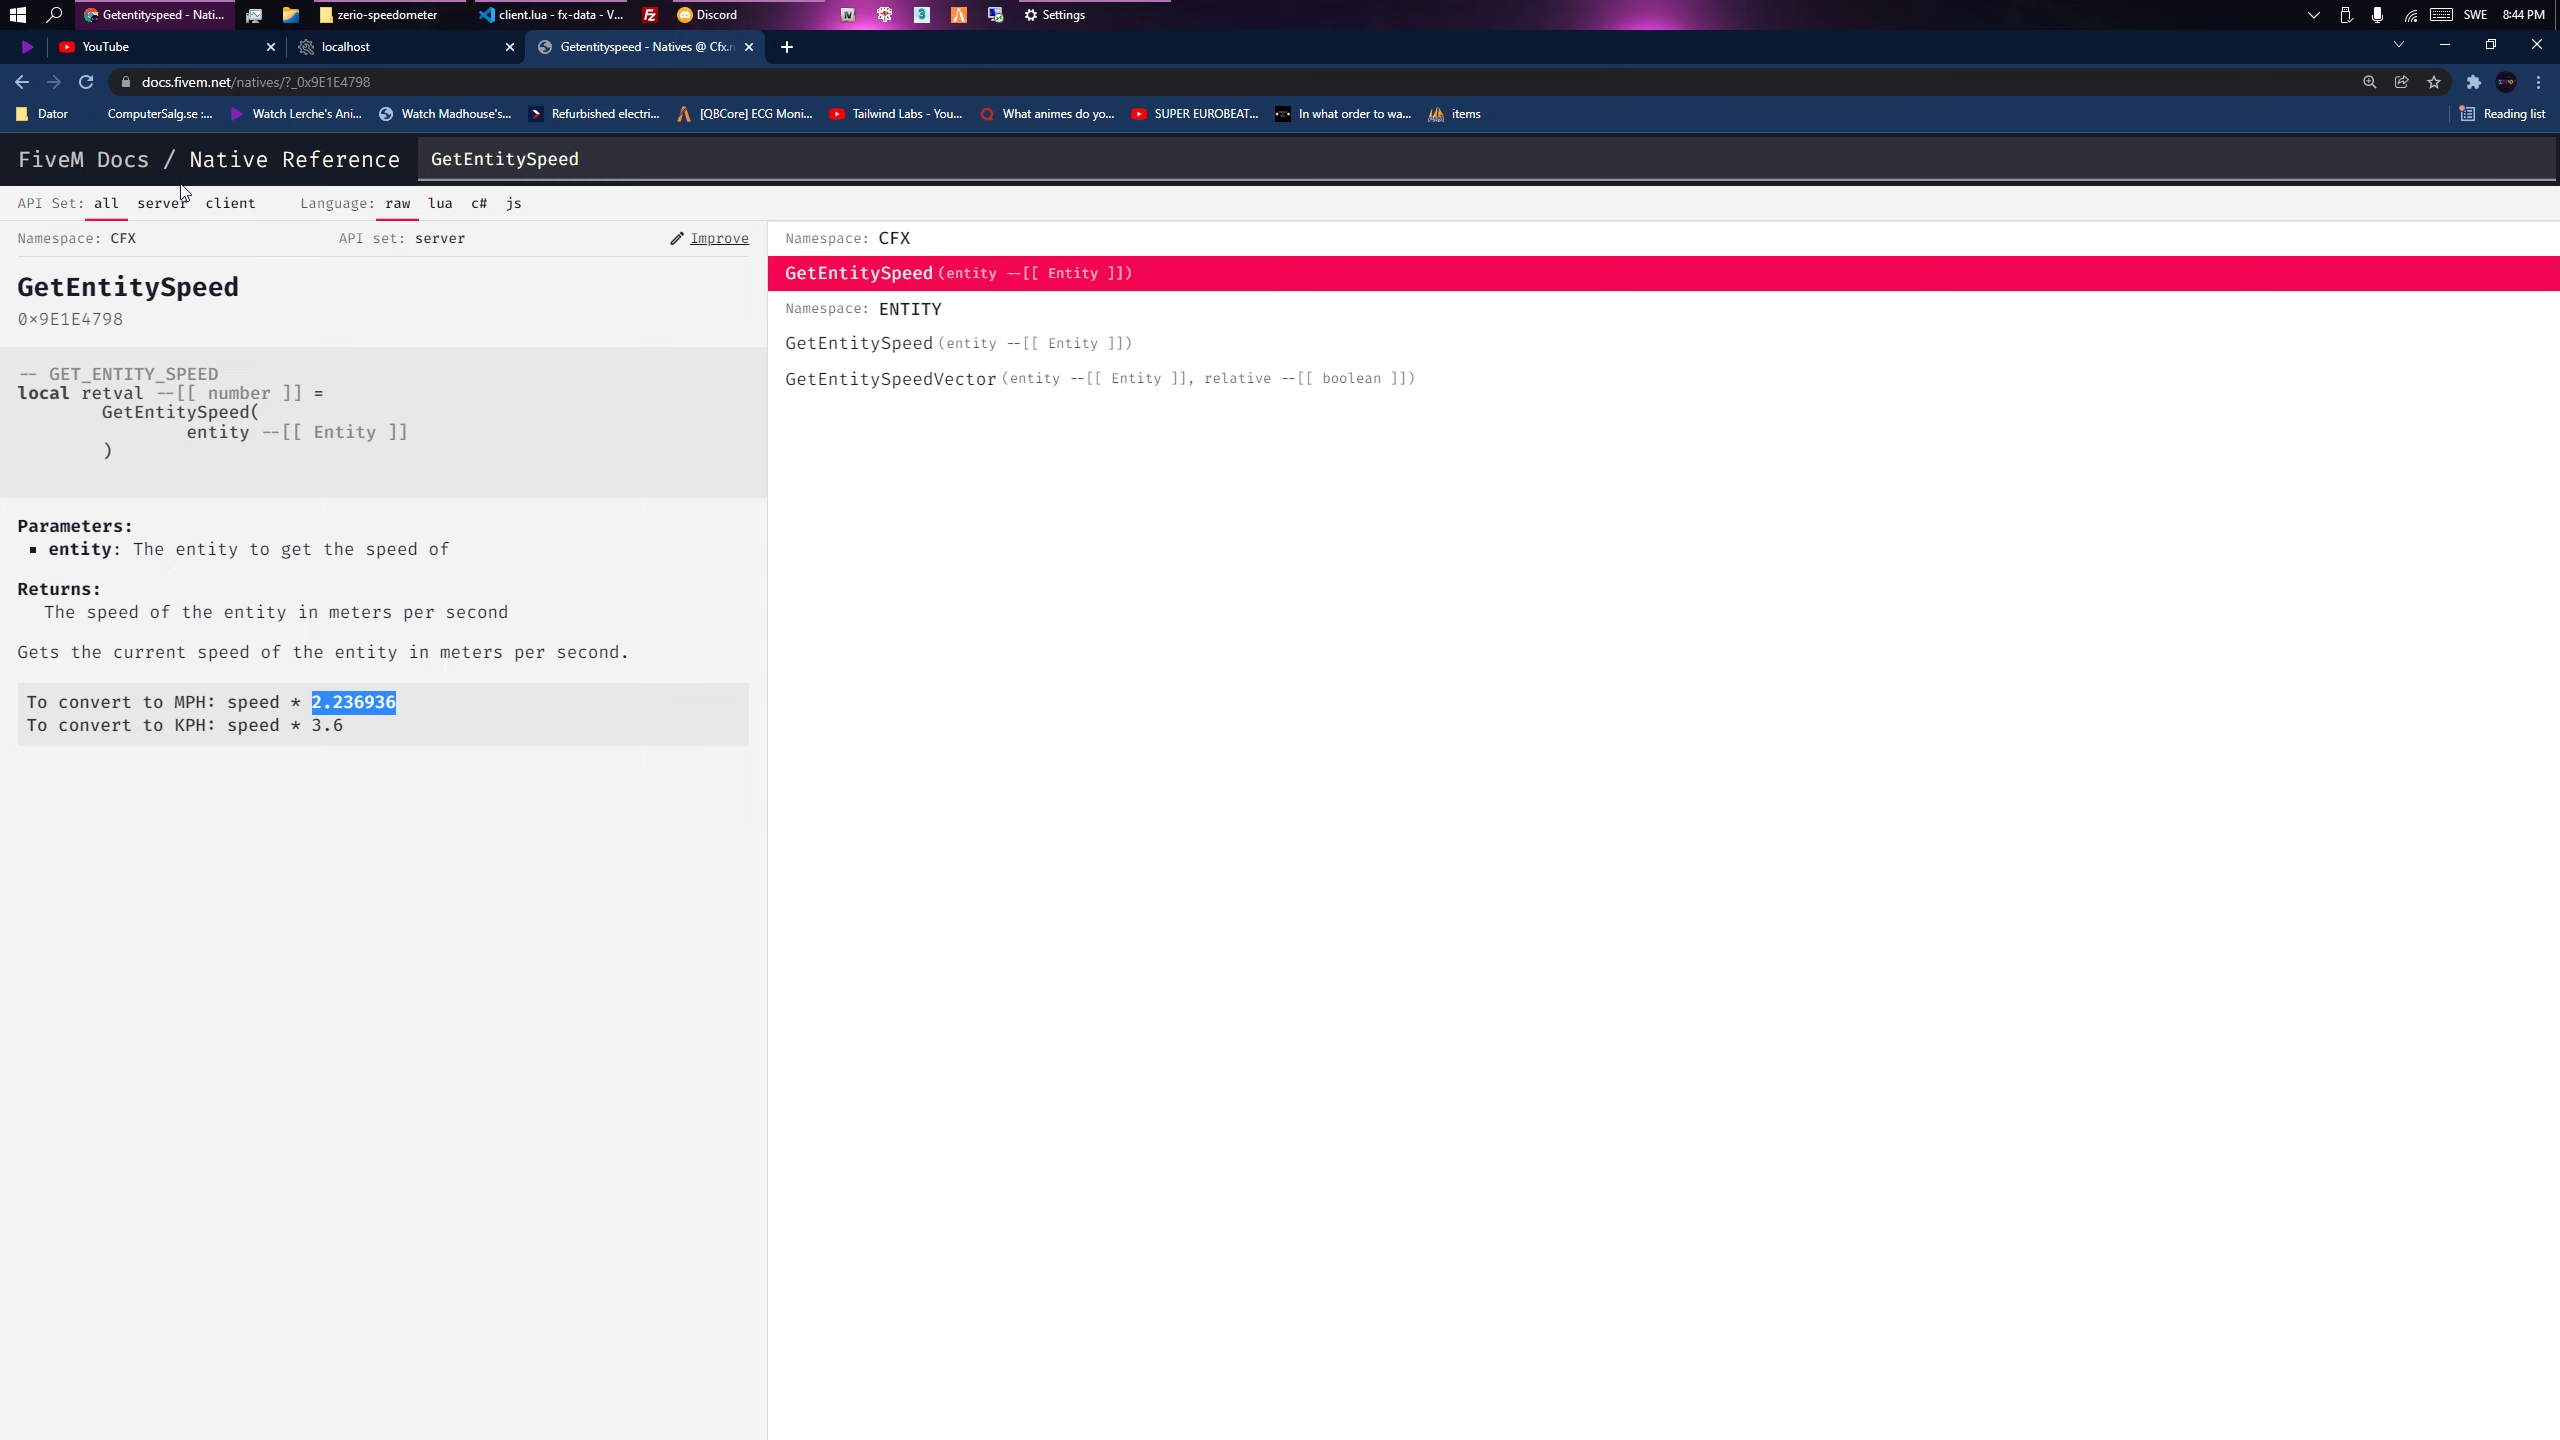 Getentityspeed - Nati...
zerio-speedometer
client.lua - fx-data - V...
Discord
Settings
SWE
8:44 PM
YouTube
localhost
Getentityspeed - Natives @ Cfx.r
docs.fivem.net/natives/?_0x9E1E4798
Dator
ComputerSalg.se :...
Watch Lerche's Ani...
Watch Madhouse's...
Refurbished electri...
[QBCore] ECG Moni...
Tailwind Labs - You...
What animes do yo...
SUPER EUROBEAT...
In what order to wa...
items
Reading list
FiveM Docs / Native Reference
GetEntitySpeed
API Set: all server client
Language: raw lua c# js
Namespace: CFX
API set: server
Improve
GetEntitySpeed
0x9E1E4798
-- GET_ENTITY_SPEED
local retval --[[ number ]] =
GetEntitySpeed(
entity --[[ Entity ]]
)
Parameters:
▪ entity: The entity to get the speed of
Returns:
The speed of the entity in meters per second
Gets the current speed of the entity in meters per second.
To convert to MPH: speed * 2.236936
To convert to KPH: speed * 3.6
Namespace: CFX
GetEntitySpeed (entity --[[ Entity ]])
Namespace: ENTITY
GetEntitySpeed (entity --[[ Entity ]])
GetEntitySpeedVector (entity --[[ Entity ]], relative --[[ boolean ]])